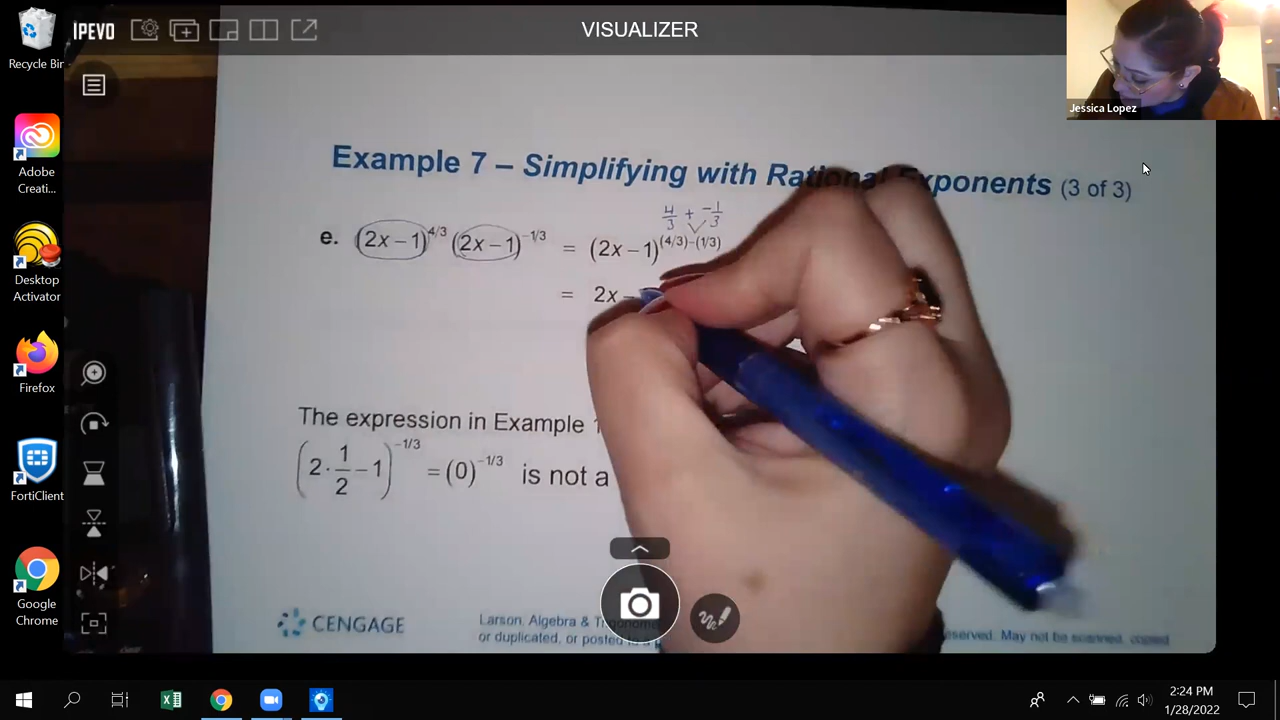 IPEVO
VISUALIZER
Recycle Bin
Adobe
Creati...
Desktop
Activator
Firefox
FortiClient
Google
Chrome
Jessica Lopez
Example 7 – Simplifying with Rational Exponents (3 of 3)
4/3 + -1/3
e. (2x – 1)^4/3 (2x – 1)^-1/3 = (2x – 1)^(4/3)–(1/3)
= 2x –
The expression in Example
(2 · 1/2 – 1)^-1/3 = (0)^-1/3 is not a
CENGAGE
Larson, Algebra &
or duplicated, or posted to a reserved. May not be scanned, copied
2:24 PM
1/28/2022